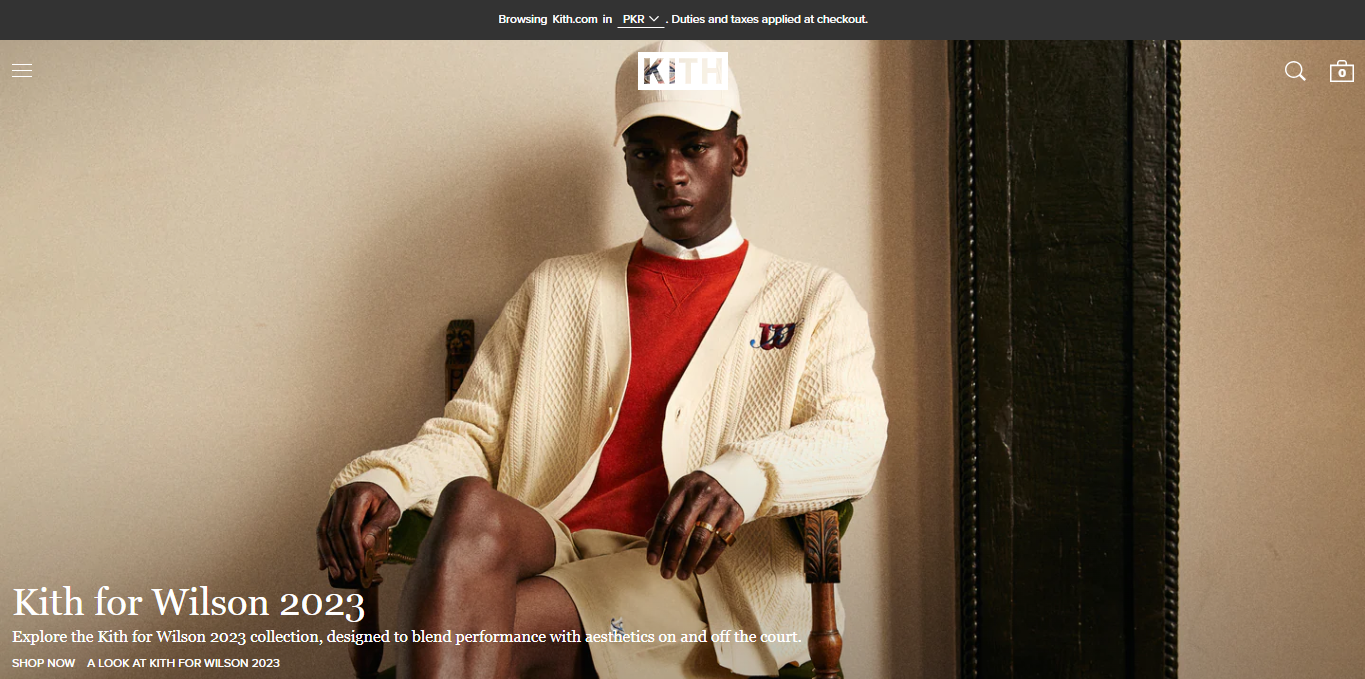 Browsing Kith.com in PKR. Duties and taxes applied at checkout.
KITH
0
W
Kith for Wilson 2023
Explore the Kith for Wilson 2023 collection, designed to blend performance with aesthetics on and off the court.
SHOP NOW A LOOK AT KITH FOR WILSON 2023